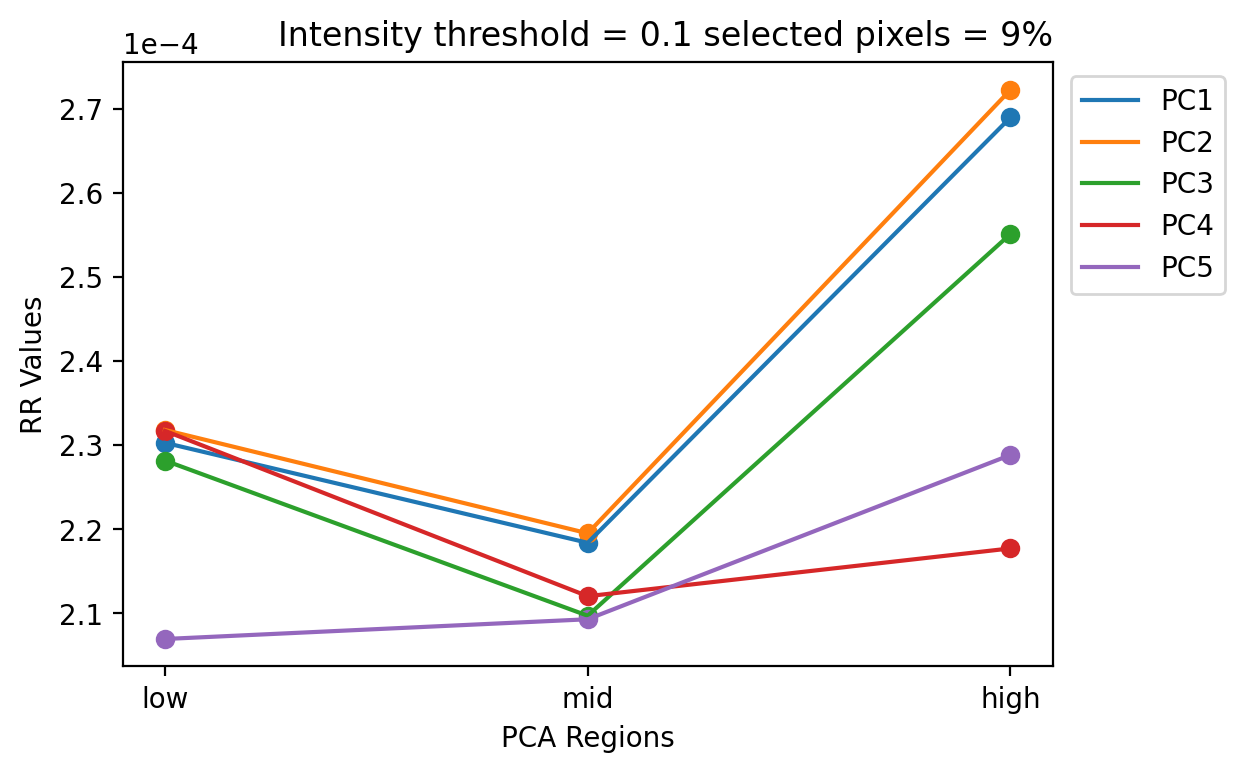 Intensity threshold = 0.1 selected pixels = 9%
1e−4
2.7
2.6
2.5
2.4
2.3
2.2
2.1
RR Values
low
mid
high
PCA Regions
PC1
PC2
PC3
PC4
PC5